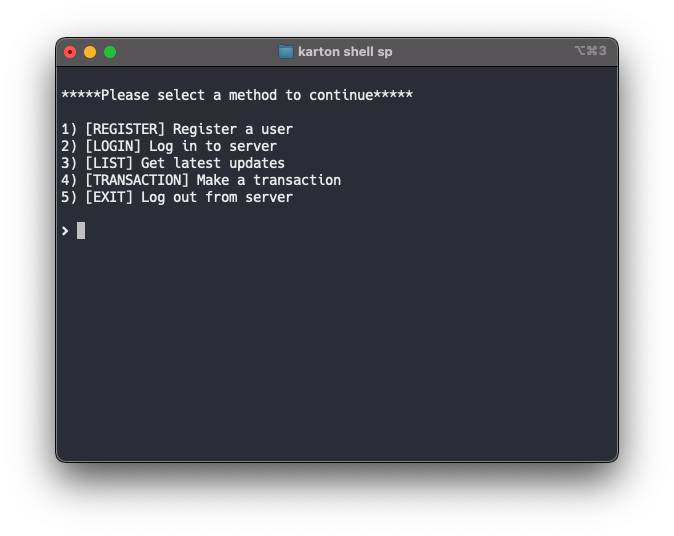 karton shell sp
⌥⌘3
*****Please select a method to continue*****
1) [REGISTER] Register a user
2) [LOGIN] Log in to server
3) [LIST] Get latest updates
4) [TRANSACTION] Make a transaction
5) [EXIT] Log out from server
>